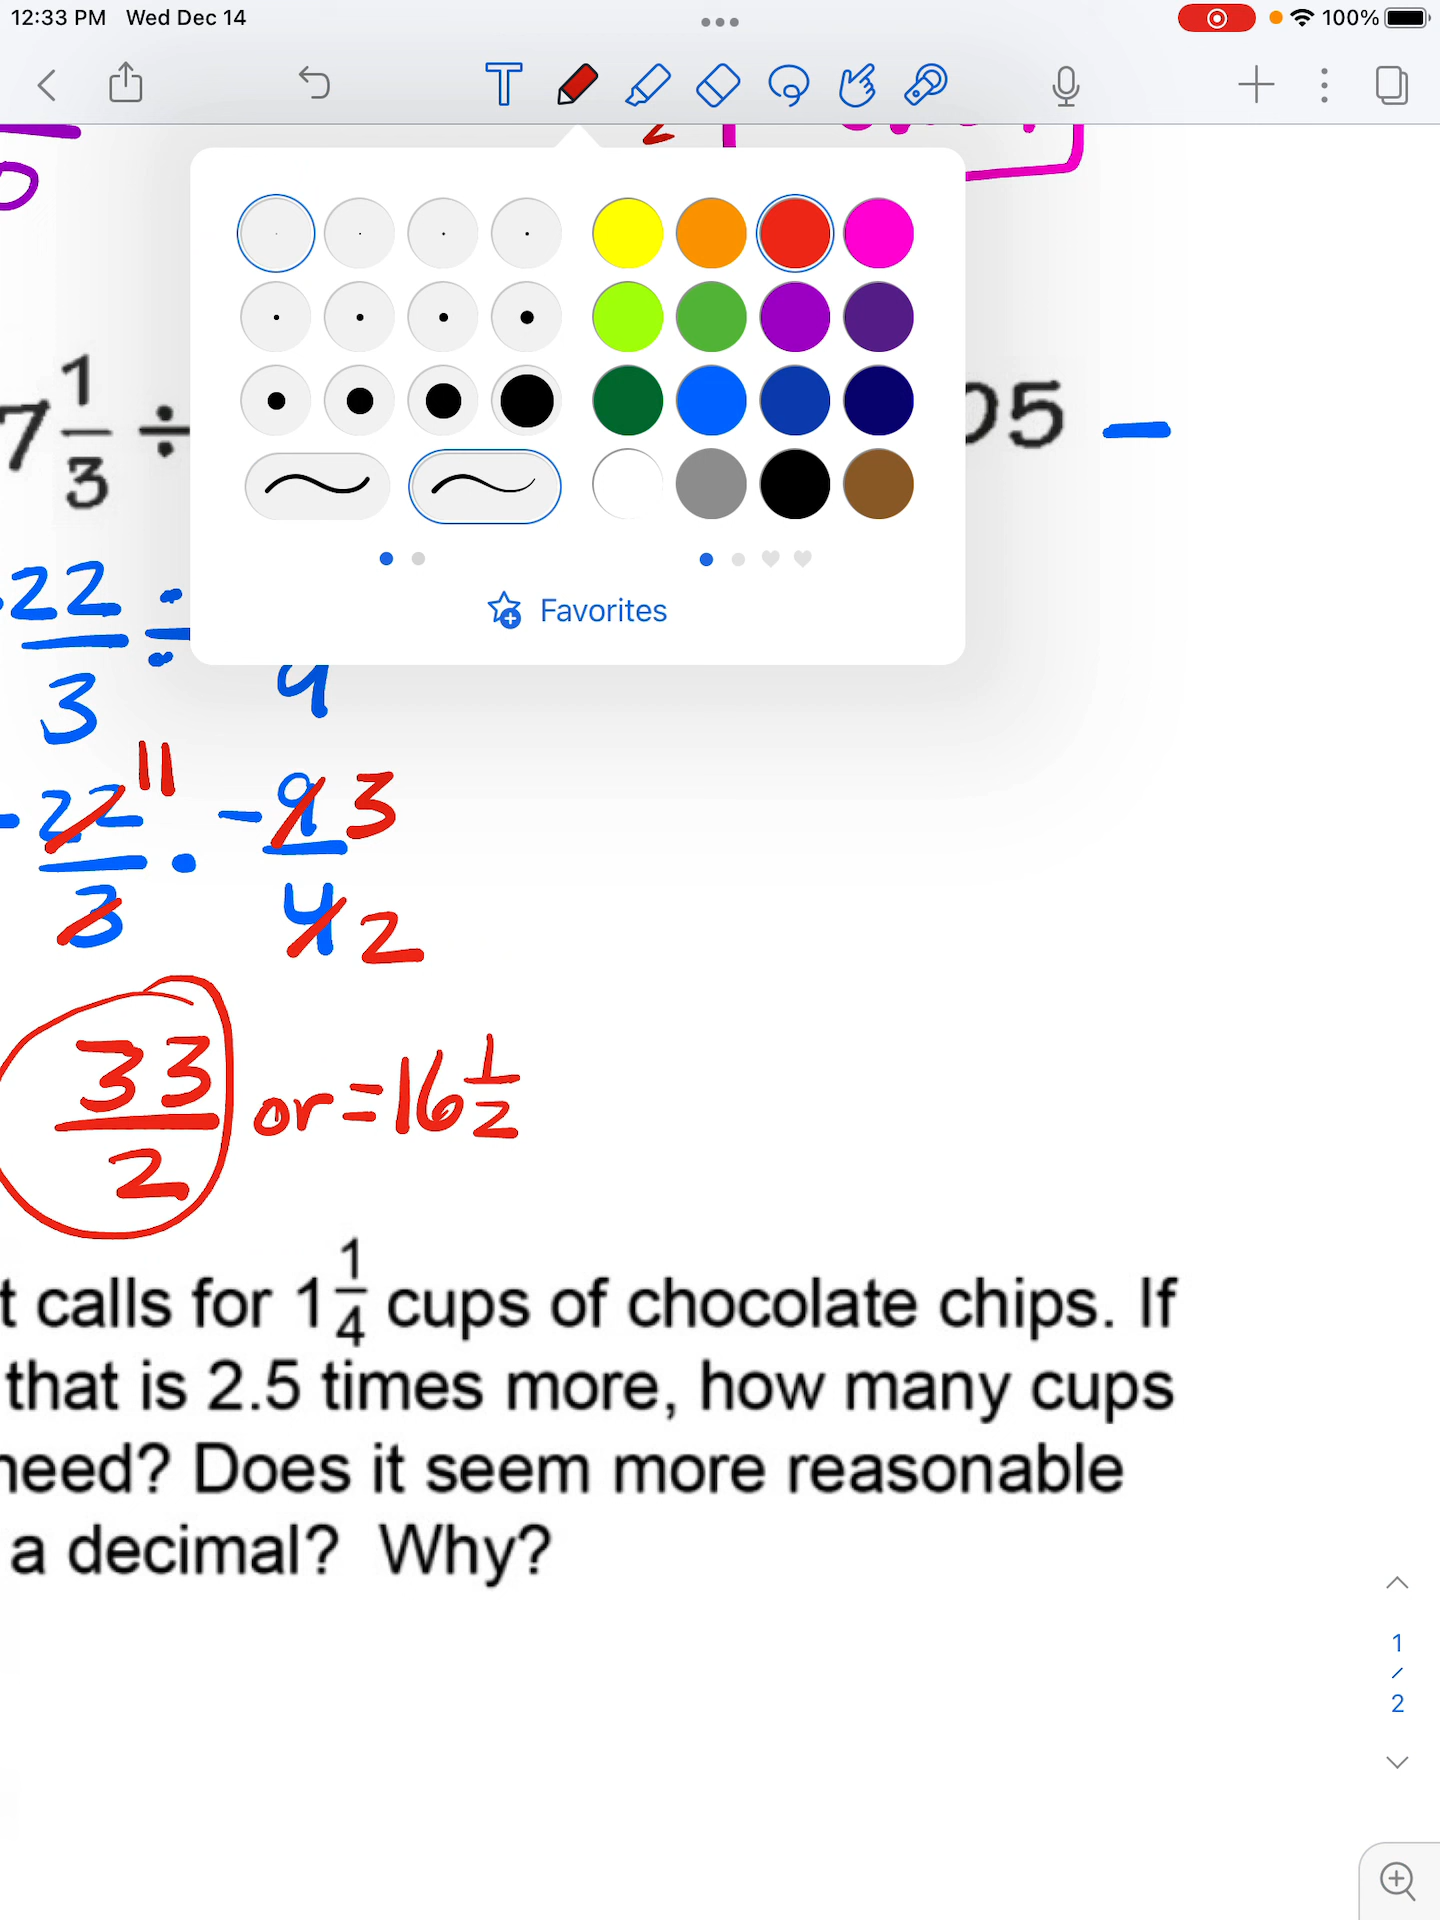 12:33 PM Wed Dec 14
100%
T
2
7 1/3 ÷
05 -
Favorites
-22/3 ÷
- 22/3 11 · - 9/4 3
2
33/2 or = 16 1/2
t calls for 1 1/4 cups of chocolate chips. If
that is 2.5 times more, how many cups
need? Does it seem more reasonable
a decimal? Why?
1
/
2